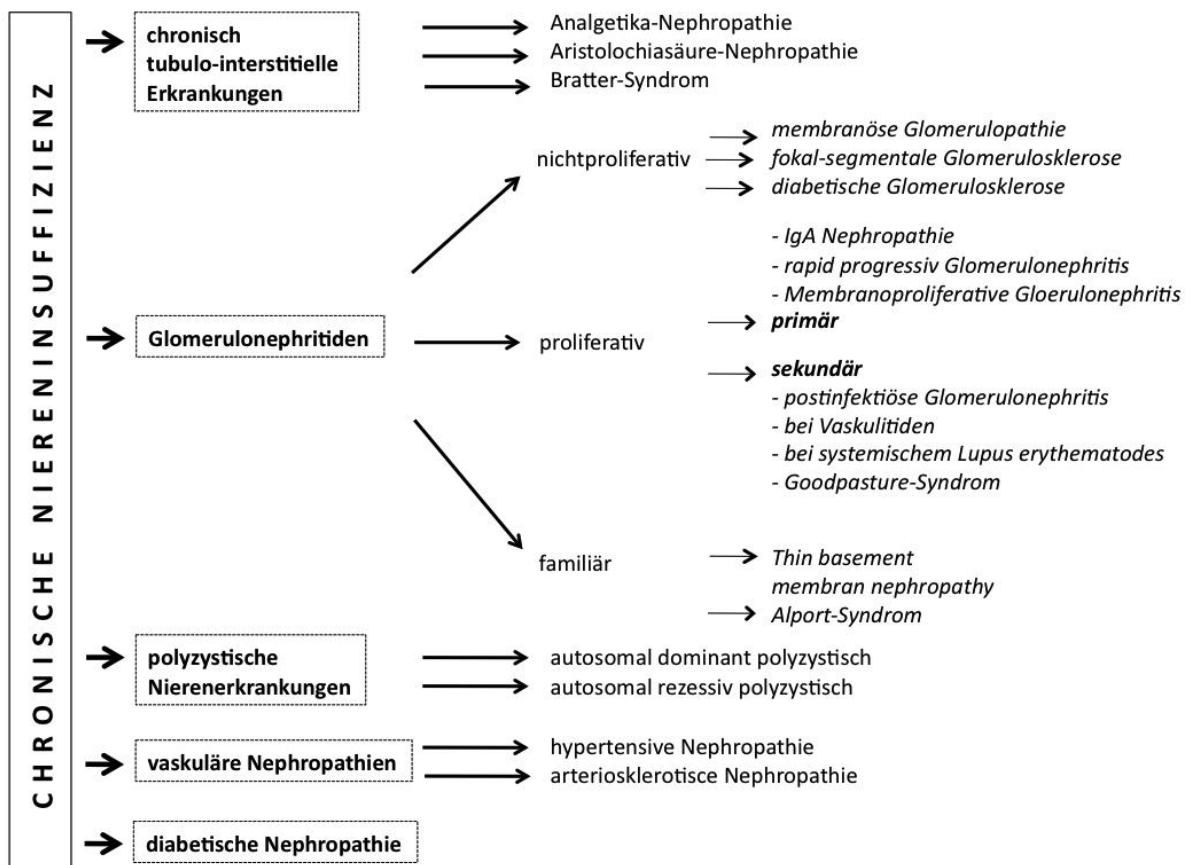 CHRONISCHE NIERENINSUFFIZIENZ
chronisch
tubulo-interstitielle
Erkrankungen
Analgetika-Nephropathie
Aristolochiasäure-Nephropathie
Bratter-Syndrom
nichtproliferativ
membranöse Glomerulopathie
fokal-segmentale Glomerulosklerose
diabetische Glomerulosklerose
Glomerulonephritiden
proliferativ
- IgA Nephropathie
- rapid progressiv Glomerulonephritis
- Membranoproliferative Gloerulonephritis
primär
sekundär
- postinfektiöse Glomerulonephritis
- bei Vaskulitiden
- bei systemischem Lupus erythematodes
- Goodpasture-Syndrom
familiär
Thin basement
membran nephropathy
Alport-Syndrom
polyzystische
Nierenerkrankungen
autosomal dominant polyzystisch
autosomal rezessiv polyzystisch
vaskuläre Nephropathien
hypertensive Nephropathie
arteriosklerotisce Nephropathie
diabetische Nephropathie